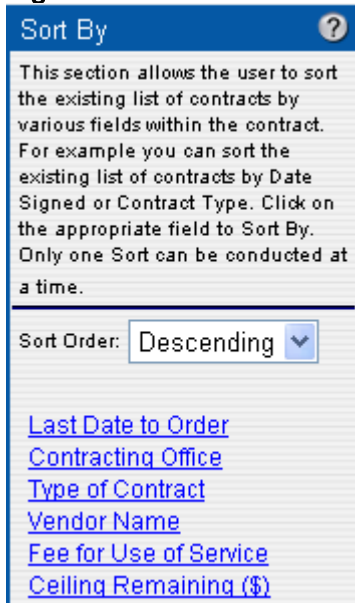 Sort By ?
This section allows the user to sort
the existing list of contracts by
various fields within the contract.
For example you can sort the
existing list of contracts by Date
Signed or Contract Type. Click on
the appropriate field to Sort By.
Only one Sort can be conducted at
a time.
Sort Order: Descending
Last Date to Order
Contracting Office
Type of Contract
Vendor Name
Fee for Use of Service
Ceiling Remaining ($)